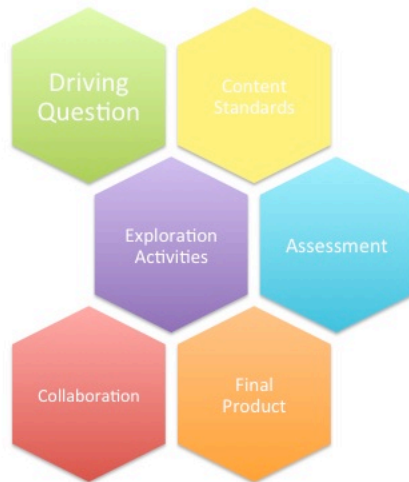 Driving
Question
Content
Standards
Exploration
Activities
Assessment
Collaboration
Final
Product